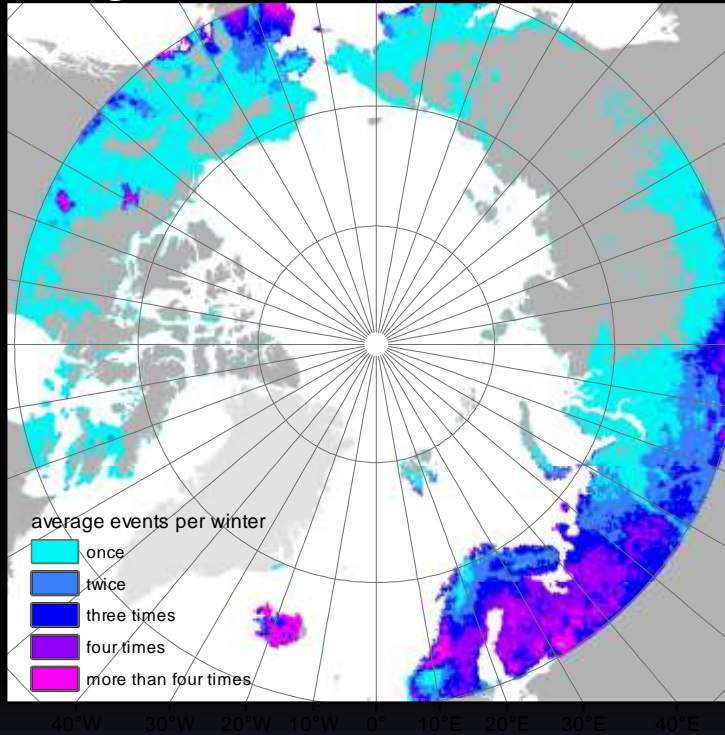 average events per winter
once
twice
three times
four times
more than four times
40°W 30°W 20°W 10°W 0° 10°E 20°E 30°E 40°E